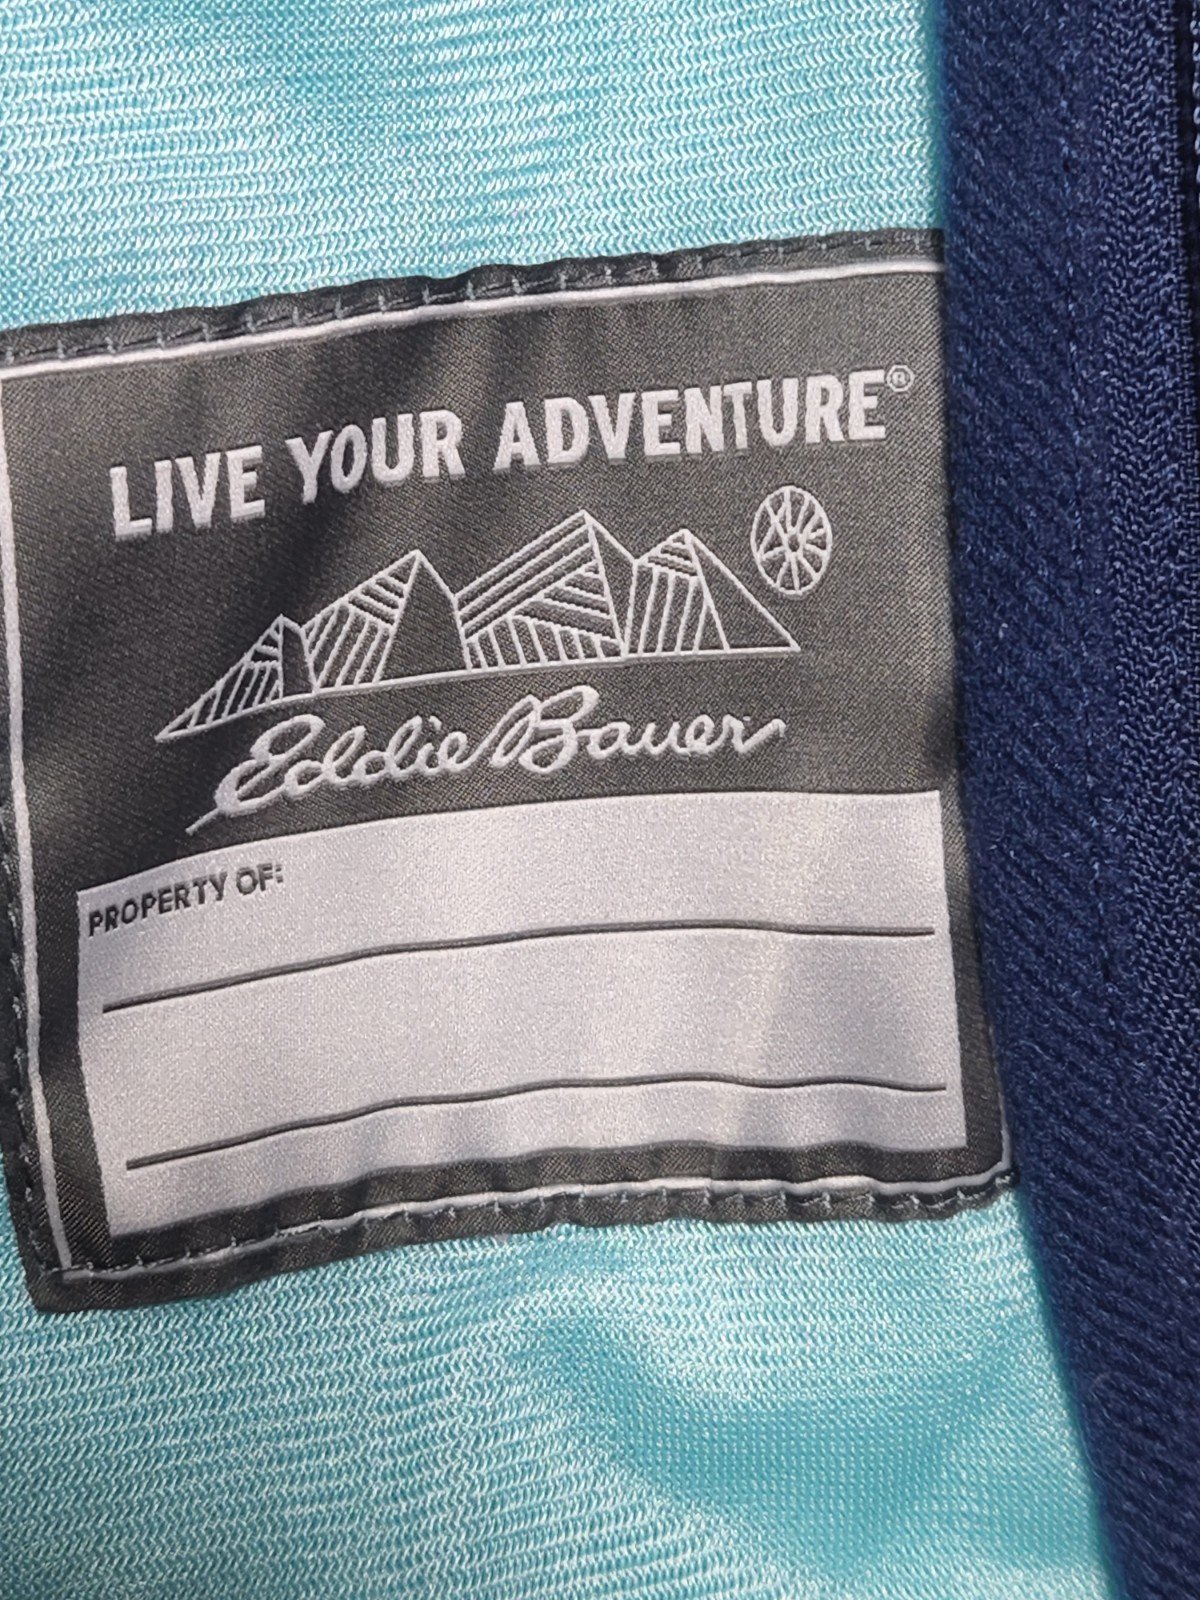 LIVE YOUR ADVENTURE®
Eddie Bauer
PROPERTY OF: